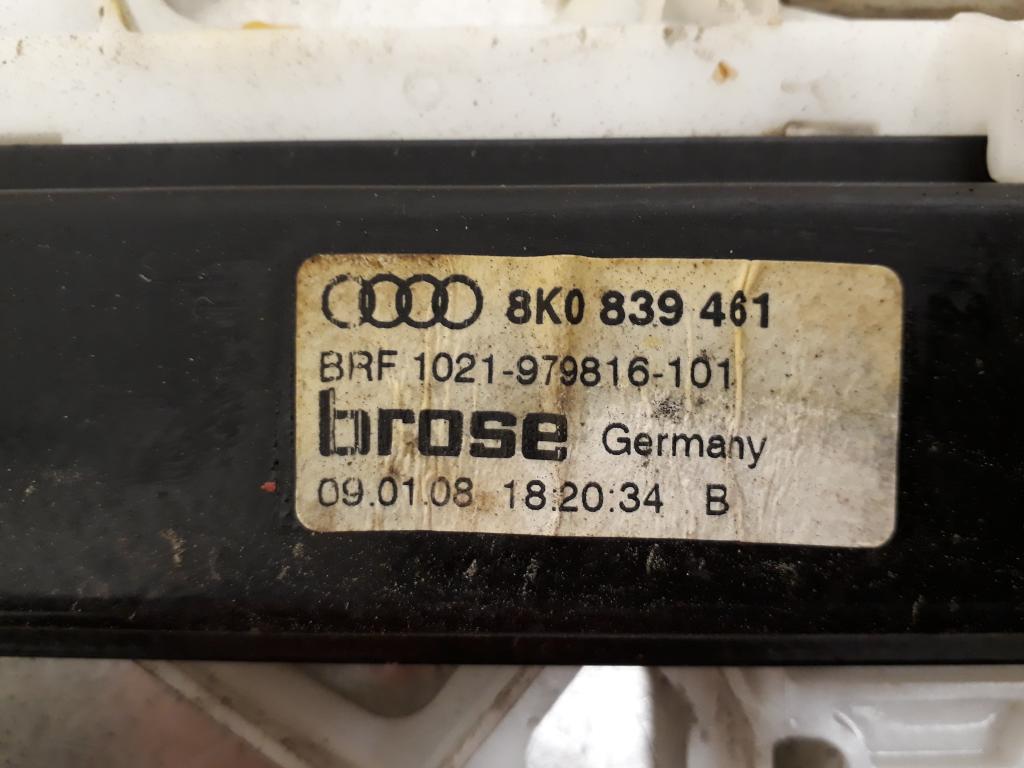 8K0 839 461
BRF 1021-979816-101
brose Germany
09.01.08 18:20:34 B